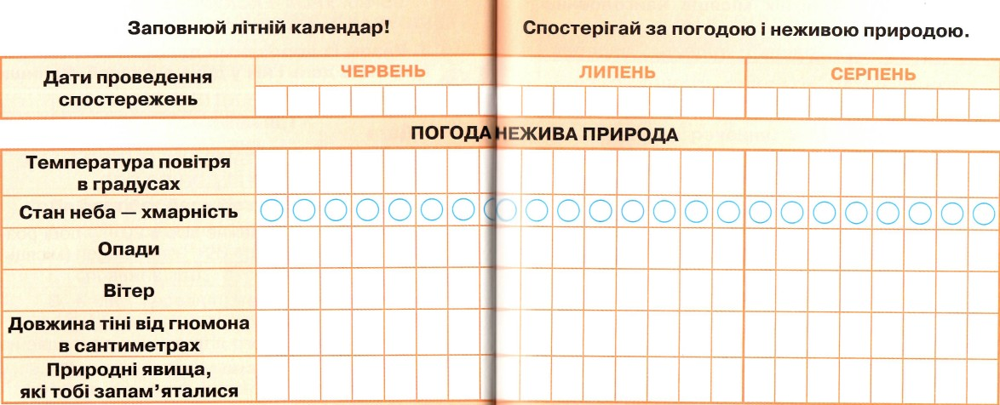 Заповнюй літній календар!
Спостерігай за погодою і неживою природою.
Дати проведення
спостережень
ЧЕРВЕНЬ
ЛИПЕНЬ
СЕРПЕНЬ
ПОГОДА НЕЖИВА ПРИРОДА
Температура повітря
в градусах
Стан неба — хмарність
Опади
Вітер
Довжина тіні від гномона
в сантиметрах
Природні явища,
які тобі запам’яталися